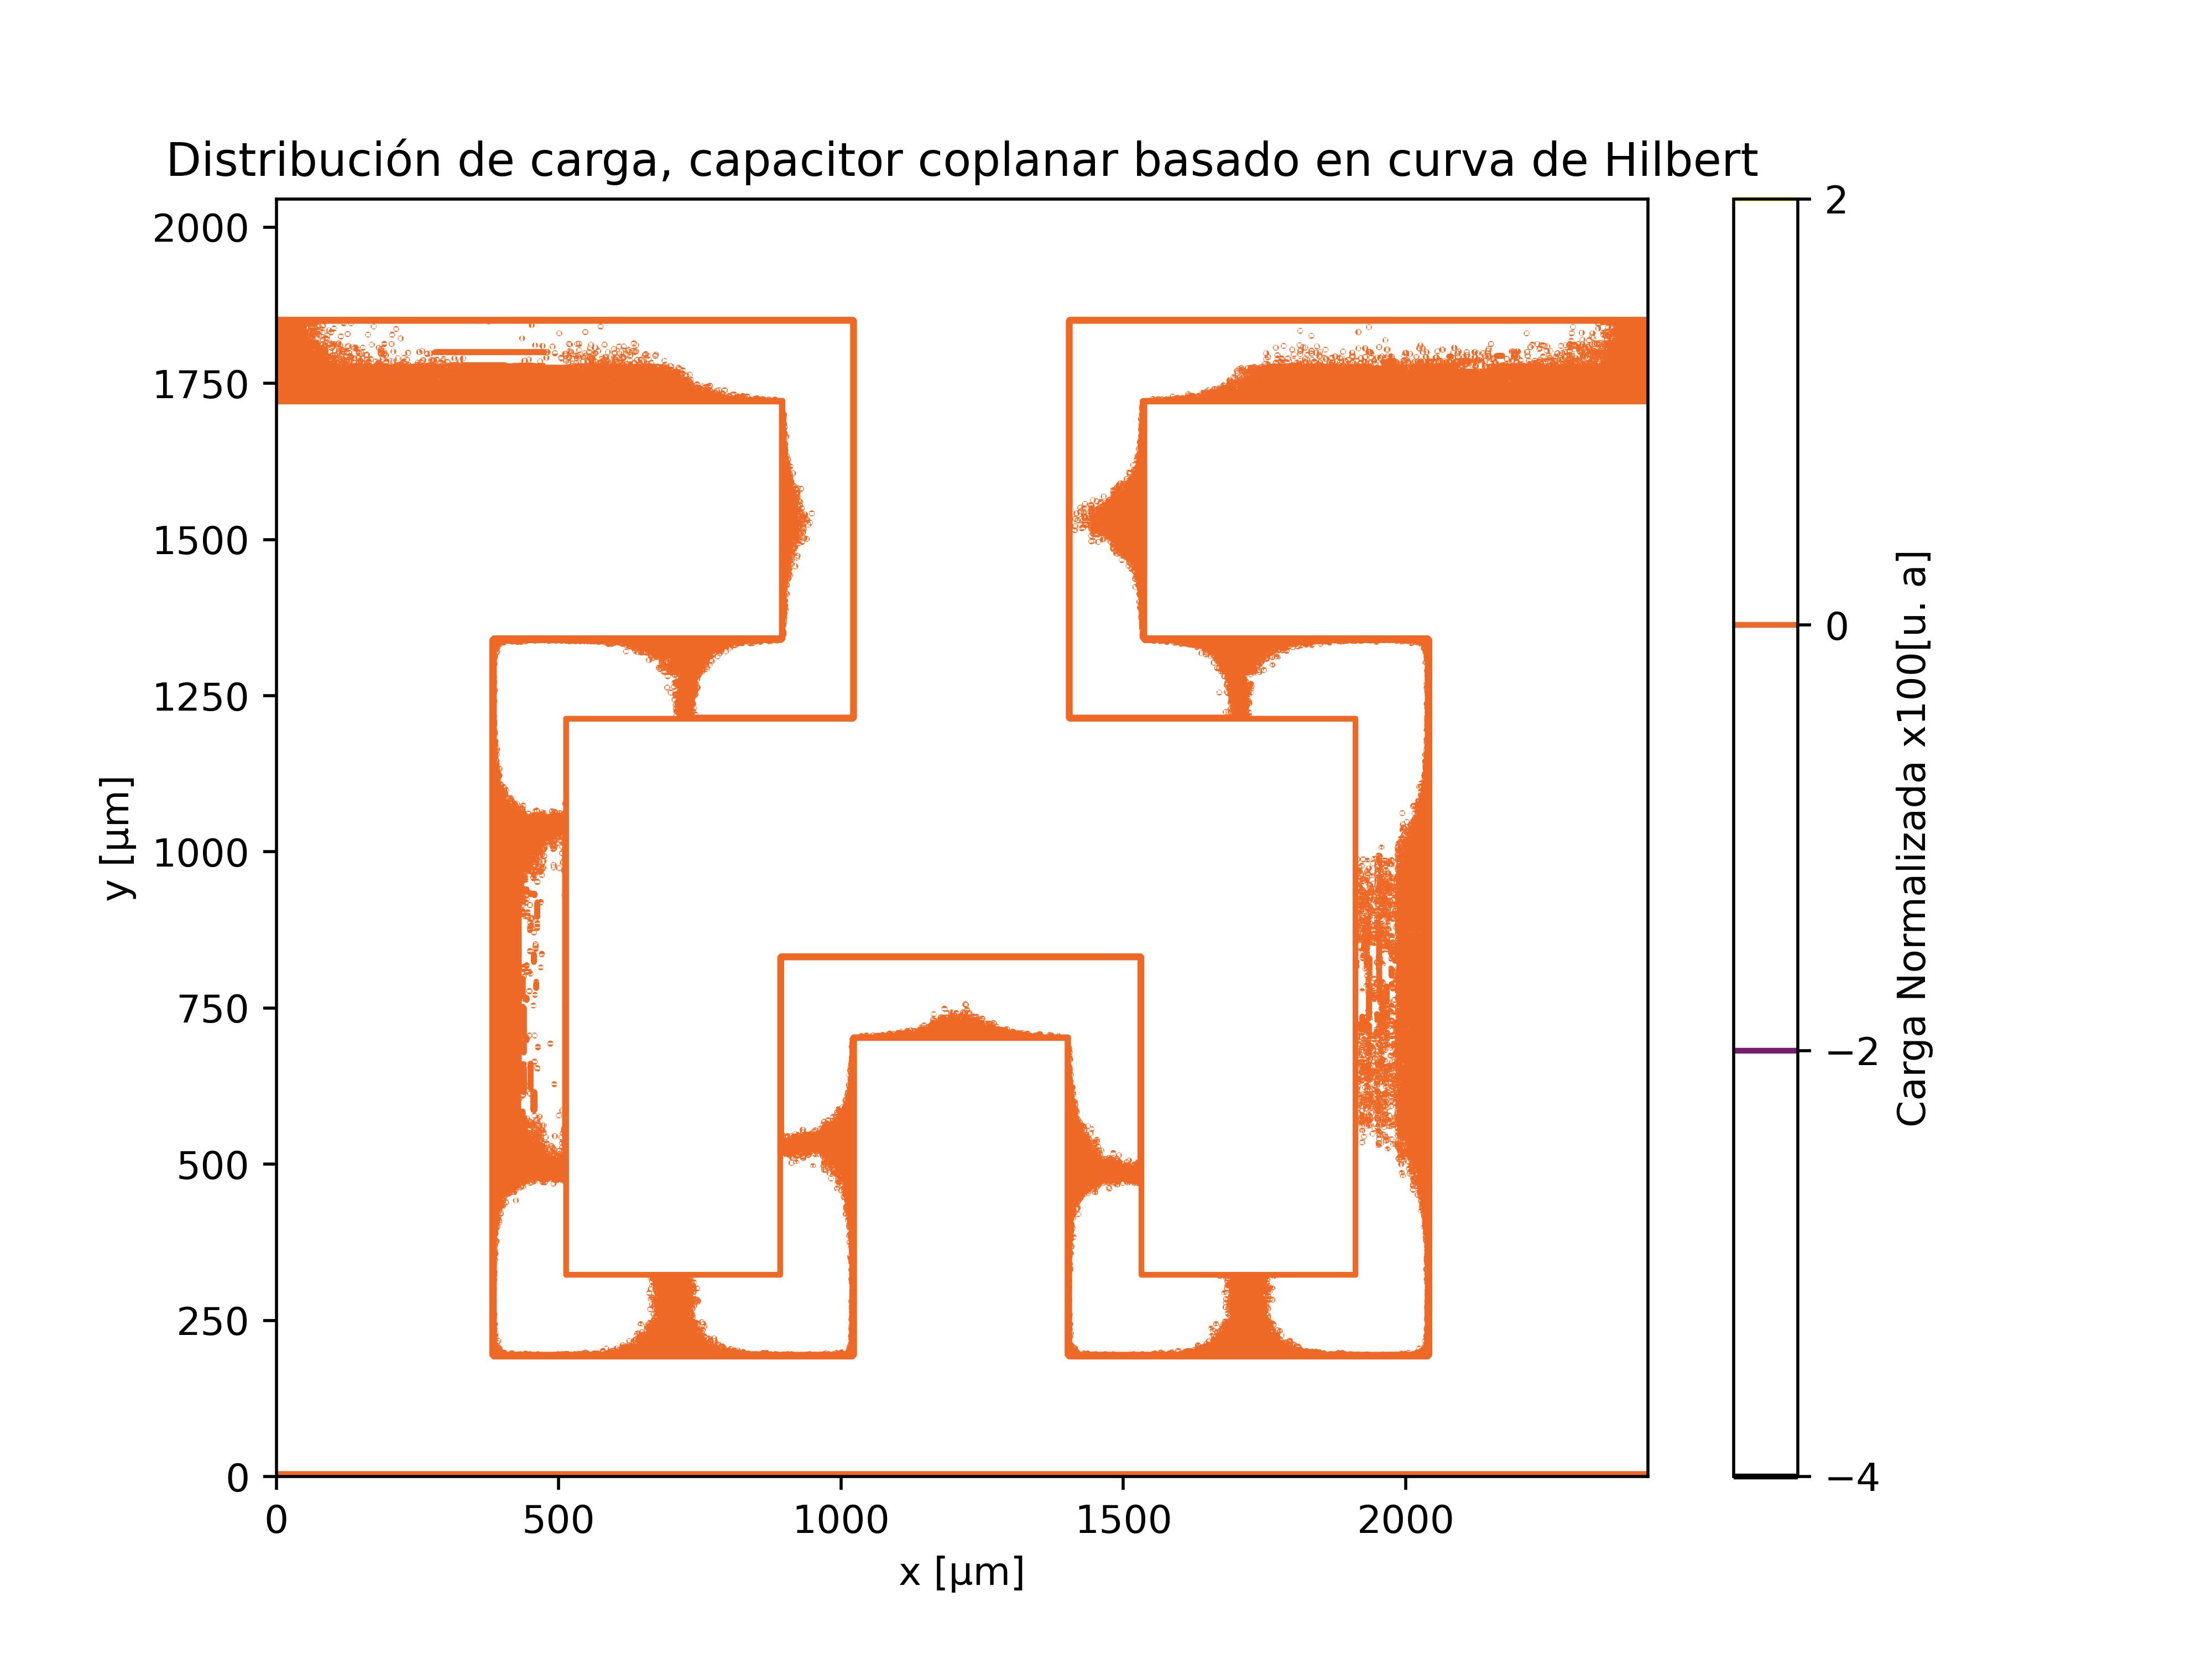 Distribución de carga, capacitor coplanar basado en curva de Hilbert
2000
1750
1500
1250
1000
750
500
250
0
y [µm]
0 500 1000 1500 2000
x [µm]
2
0
−2
−4
Carga Normalizada x100[u. a]